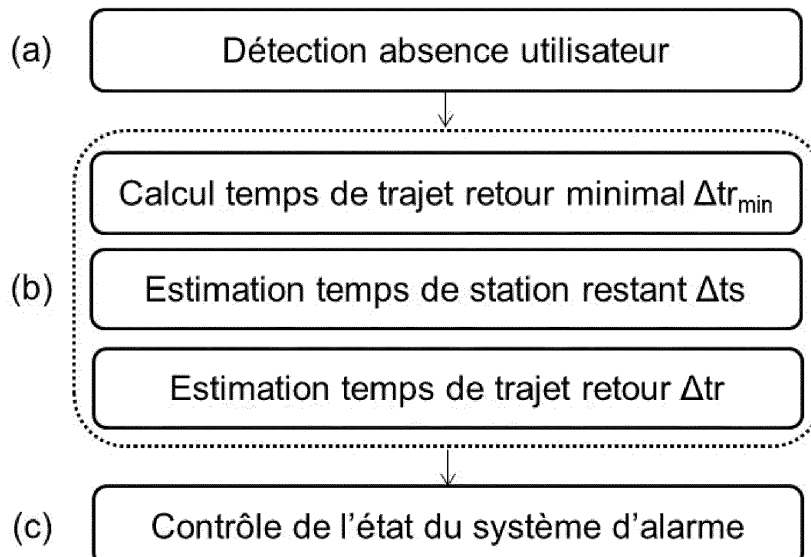 (a) Détection absence utilisateur
Calcul temps de trajet retour minimal Δtrmin
(b) Estimation temps de station restant Δts
Estimation temps de trajet retour Δtr
(c) Contrôle de l'état du système d'alarme